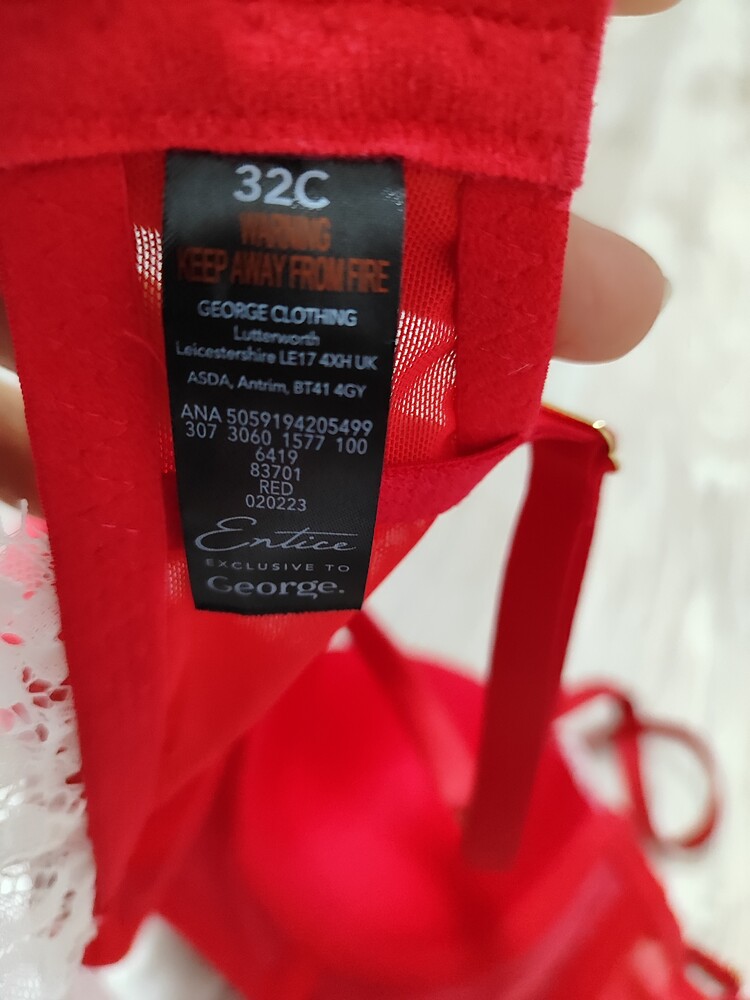 32C
WARNING
KEEP AWAY FROM FIRE
GEORGE CLOTHING
Lutterworth
Leicestershire LE17 4XH UK
ASDA, Antrim, BT41 4GY
ANA 5059194205499
307 3060 1577 100
6419
83701
RED
020223
Entice
EXCLUSIVE TO
George.